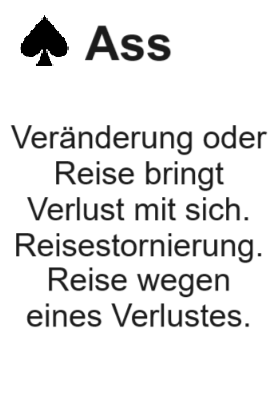 ♠ Ass
Veränderung oder
Reise bringt
Verlust mit sich.
Reisestornierung.
Reise wegen
eines Verlustes.